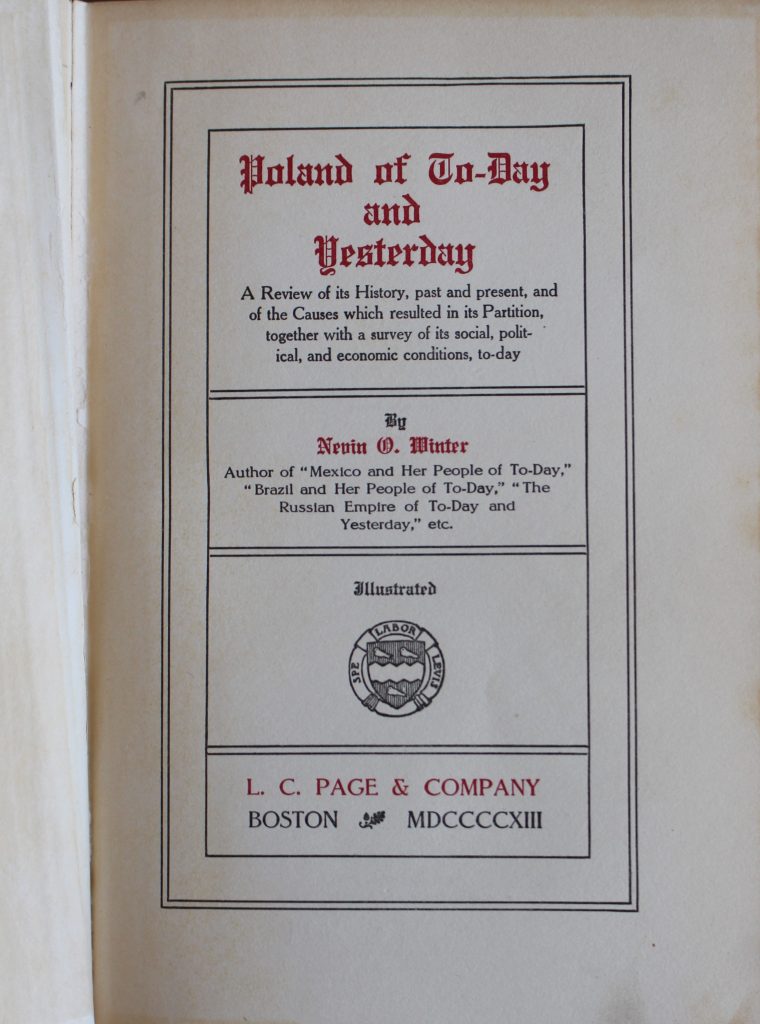 Poland of To-Day
and
Yesterday
A Review of its History, past and present, and
of the Causes which resulted in its Partition,
together with a survey of its social, polit-
ical, and economic conditions, to-day
By
Nevin O. Winter
Author of "Mexico and Her People of To-Day,"
"Brazil and Her People of To-Day," "The
Russian Empire of To-Day and
Yesterday," etc.
Illustrated
SPE LABOR LEVIS
L. C. PAGE & COMPANY
BOSTON MDCCCCXIII